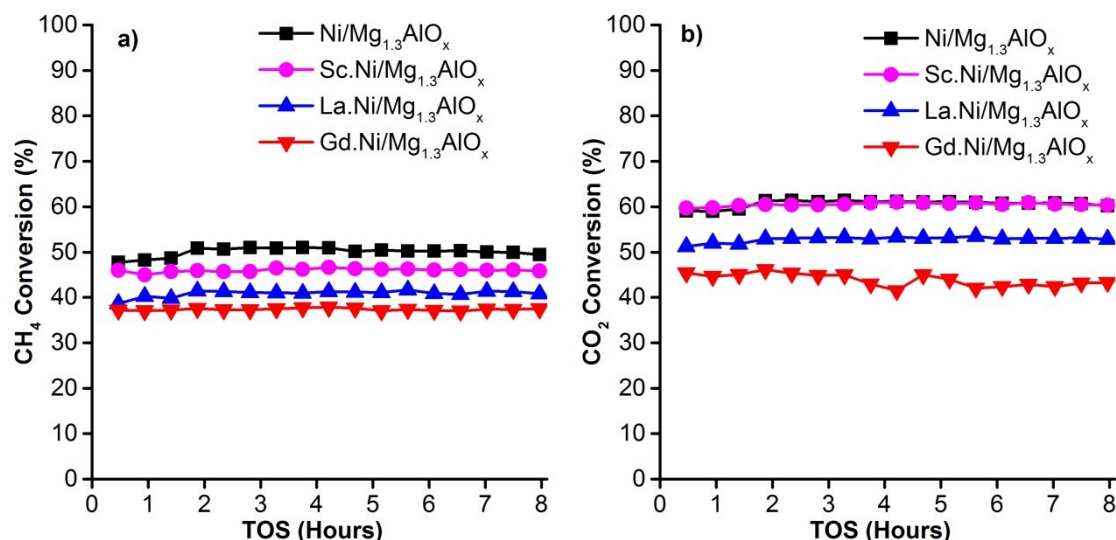 a)
Ni/Mg1.3AlOx
Sc.Ni/Mg1.3AlOx
La.Ni/Mg1.3AlOx
Gd.Ni/Mg1.3AlOx
CH4 Conversion (%)
100
90
80
70
60
50
40
30
20
10
0
0 1 2 3 4 5 6 7 8
TOS (Hours)
b)
Ni/Mg1.3AlOx
Sc.Ni/Mg1.3AlOx
La.Ni/Mg1.3AlOx
Gd.Ni/Mg1.3AlOx
CO2 Conversion (%)
100
90
80
70
60
50
40
30
20
10
0
0 1 2 3 4 5 6 7 8
TOS (Hours)